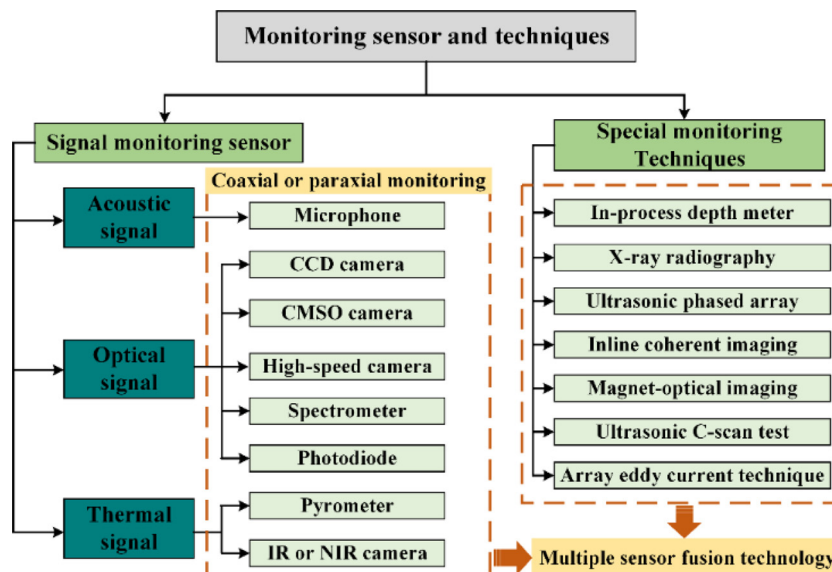 Monitoring sensor and techniques
Signal monitoring sensor
Special monitoring
Techniques
Coaxial or paraxial monitoring
Acoustic
signal
Microphone
CCD camera
CMSO camera
Optical
signal
High-speed camera
Spectrometer
Photodiode
Thermal
signal
Pyrometer
IR or NIR camera
In-process depth meter
X-ray radiography
Ultrasonic phased array
Inline coherent imaging
Magnet-optical imaging
Ultrasonic C-scan test
Array eddy current technique
Multiple sensor fusion technology